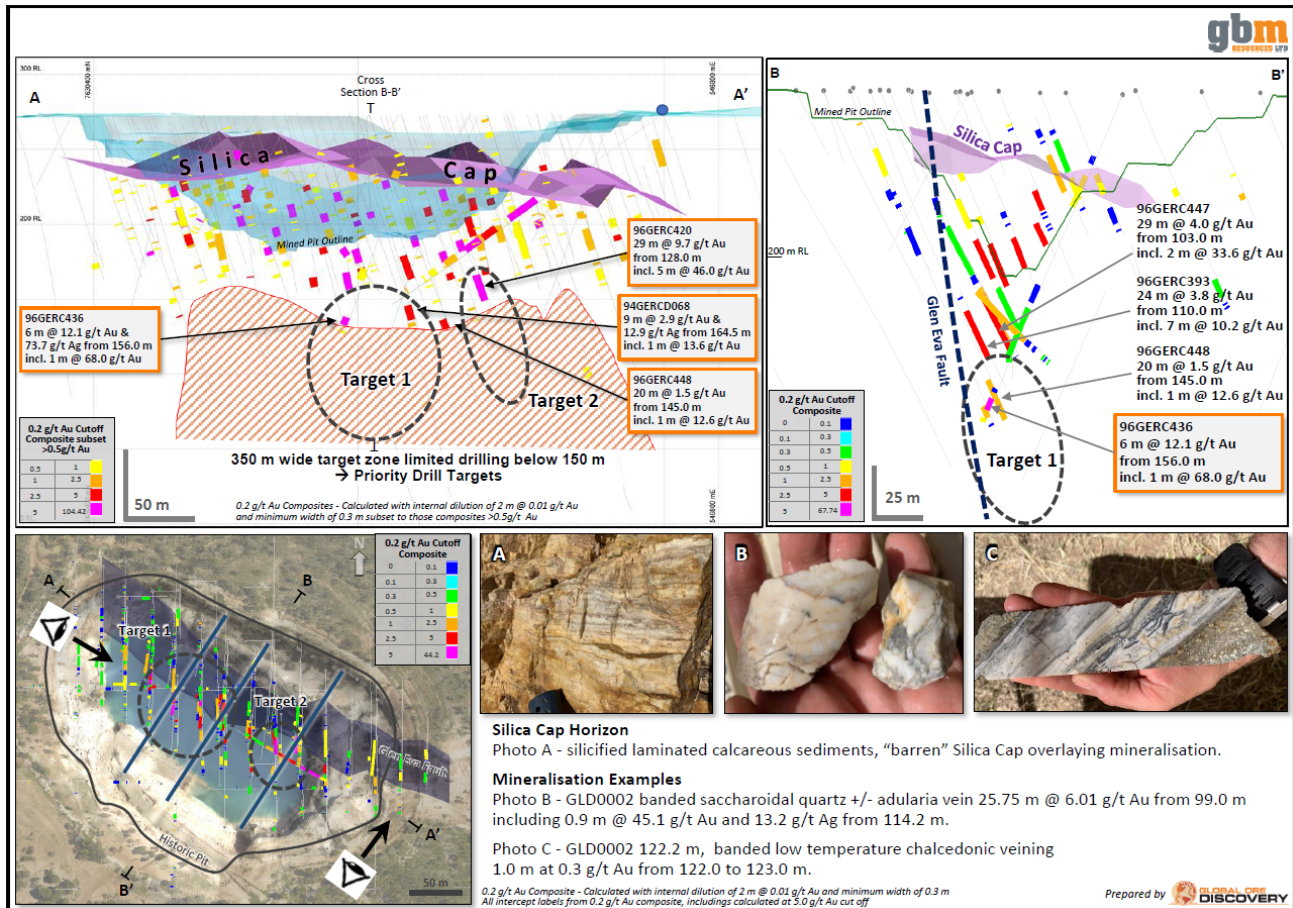 gbm
RESOURCES LTD
300 RL
7630400 mN
Cross
Section B-B’
T
546800 mE
A
A’
Silica Cap
200 RL
Mined Pit Outline
96GERC420
29 m @ 9.7 g/t Au
from 128.0 m
incl. 5 m @ 46.0 g/t Au
96GERC436
6 m @ 12.1 g/t Au &
73.7 g/t Ag from 156.0 m
incl. 1 m @ 68.0 g/t Au
94GERCD068
9 m @ 2.9 g/t Au &
12.9 g/t Ag from 164.5 m
incl. 1 m @ 13.6 g/t Au
96GERC448
20 m @ 1.5 g/t Au
from 145.0 m
incl. 1 m @ 12.6 g/t Au
Target 1
Target 2
0.2 g/t Au Cutoff
Composite subset
>0.5g/t Au
0.5 1
1 2.5
2.5 5
5 104.42
50 m
350 m wide target zone limited drilling below 150 m
→ Priority Drill Targets
0.2 g/t Au Composites - Calculated with internal dilution of 2 m @ 0.01 g/t Au
and minimum width of 0.3 m subset to those composites >0.5g/t Au
546600 mE
B
B’
Mined Pit Outline
Silica Cap
200 m RL
Glen Eva Fault
96GERC447
29 m @ 4.0 g/t Au
from 103.0 m
incl. 2 m @ 33.6 g/t Au
96GERC393
24 m @ 3.8 g/t Au
from 110.0 m
incl. 7 m @ 10.2 g/t Au
96GERC448
20 m @ 1.5 g/t Au
from 145.0 m
incl. 1 m @ 12.6 g/t Au
96GERC436
6 m @ 12.1 g/t Au
from 156.0 m
incl. 1 m @ 68.0 g/t Au
Target 1
0.2 g/t Au Cutoff
Composite
0 0.1
0.1 0.3
0.3 0.5
0.5 1
1 2.5
2.5 5
5 67.74
25 m
N
0.2 g/t Au Cutoff
Composite
0 0.1
0.1 0.3
0.3 0.5
0.5 1
1 2.5
2.5 5
5 44.2
A
B
Target 1
Target 2
Glen Eva Fault
Historic Pit
A’
B’
50 m
A
B
C
Silica Cap Horizon
Photo A - silicified laminated calcareous sediments, “barren” Silica Cap overlaying mineralisation.
Mineralisation Examples
Photo B - GLD0002 banded saccharoidal quartz +/- adularia vein 25.75 m @ 6.01 g/t Au from 99.0 m
including 0.9 m @ 45.1 g/t Au and 13.2 g/t Ag from 114.2 m.
Photo C - GLD0002 122.2 m, banded low temperature chalcedonic veining
1.0 m at 0.3 g/t Au from 122.0 to 123.0 m.
0.2 g/t Au Composite - Calculated with internal dilution of 2 m @ 0.01 g/t Au and minimum width of 0.3 m
All intercept labels from 0.2 g/t Au composite, includings calculated at 5.0 g/t Au cut off
Prepared by
GLOBAL ORE
DISCOVERY